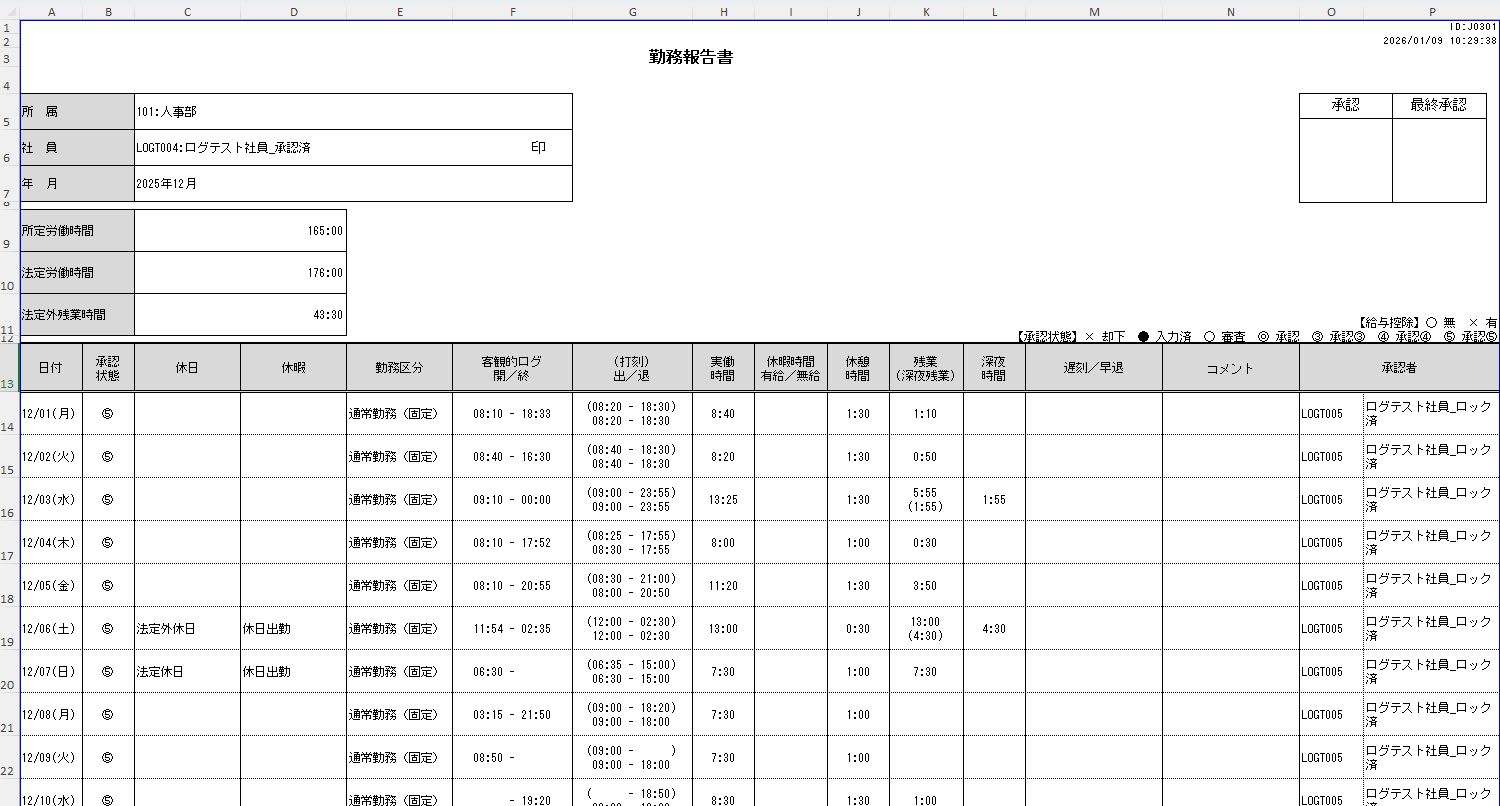 A B C D E F G H I J K L M N O P
1 ID:J0301
2 2026/01/09 10:29:38
3 勤務報告書
4
5 所　属 101:人事部 承認 最終承認
6 社　員 LOGT004:ログテスト社員_承認済 印
7 年　月 2025年12月
8
9 所定労働時間 165:00
10 法定労働時間 176:00
11 法定外残業時間 43:30 【給与控除】○ 無　× 有
12 【承認状態】× 却下　● 入力済　○ 審査　◎ 承認　③ 承認③　④ 承認④　⑤ 承認⑤
13 日付 承認状態 休日 休暇 勤務区分 客観的ログ 開／終 (打刻) 出／退 実働時間 休暇時間 有給／無給 休憩時間 残業 (深夜残業) 深夜時間 遅刻／早退 コメント 承認者
14 12/01(月) ⑤ 通常勤務（固定） 08:10 - 18:33 (08:20 - 18:30) 08:20 - 18:30 8:40 1:30 1:10 LOGT005 ログテスト社員_ロック済
15 12/02(火) ⑤ 通常勤務（固定） 08:40 - 16:30 (08:40 - 18:30) 08:40 - 18:30 8:20 1:30 0:50 LOGT005 ログテスト社員_ロック済
16 12/03(水) ⑤ 通常勤務（固定） 09:10 - 00:00 (09:00 - 23:55) 09:00 - 23:55 13:25 1:30 5:55 (1:55) 1:55 LOGT005 ログテスト社員_ロック済
17 12/04(木) ⑤ 通常勤務（固定） 08:10 - 17:52 (08:25 - 17:55) 08:30 - 17:55 8:00 1:00 0:30 LOGT005 ログテスト社員_ロック済
18 12/05(金) ⑤ 通常勤務（固定） 08:10 - 20:55 (08:30 - 21:00) 08:00 - 20:50 11:20 1:30 3:50 LOGT005 ログテスト社員_ロック済
19 12/06(土) ⑤ 法定外休日 休日出勤 通常勤務（固定） 11:54 - 02:35 (12:00 - 02:30) 12:00 - 02:30 13:00 0:30 13:00 (4:30) 4:30 LOGT005 ログテスト社員_ロック済
20 12/07(日) ⑤ 法定休日 休日出勤 通常勤務（固定） 06:30 - (06:35 - 15:00) 06:30 - 15:00 7:30 1:00 7:30 LOGT005 ログテスト社員_ロック済
21 12/08(月) ⑤ 通常勤務（固定） 03:15 - 21:50 (09:00 - 18:20) 09:00 - 18:00 7:30 1:00 LOGT005 ログテスト社員_ロック済
22 12/09(火) ⑤ 通常勤務（固定） 08:50 - (09:00 - ) 09:00 - 18:00 7:30 1:00 LOGT005 ログテスト社員_ロック済
12/10(水) ⑤ 通常勤務（固定） - 19:20 ( - 18:50) 8:30 1:30 1:00 LOGT005 ログテスト社員_ロック